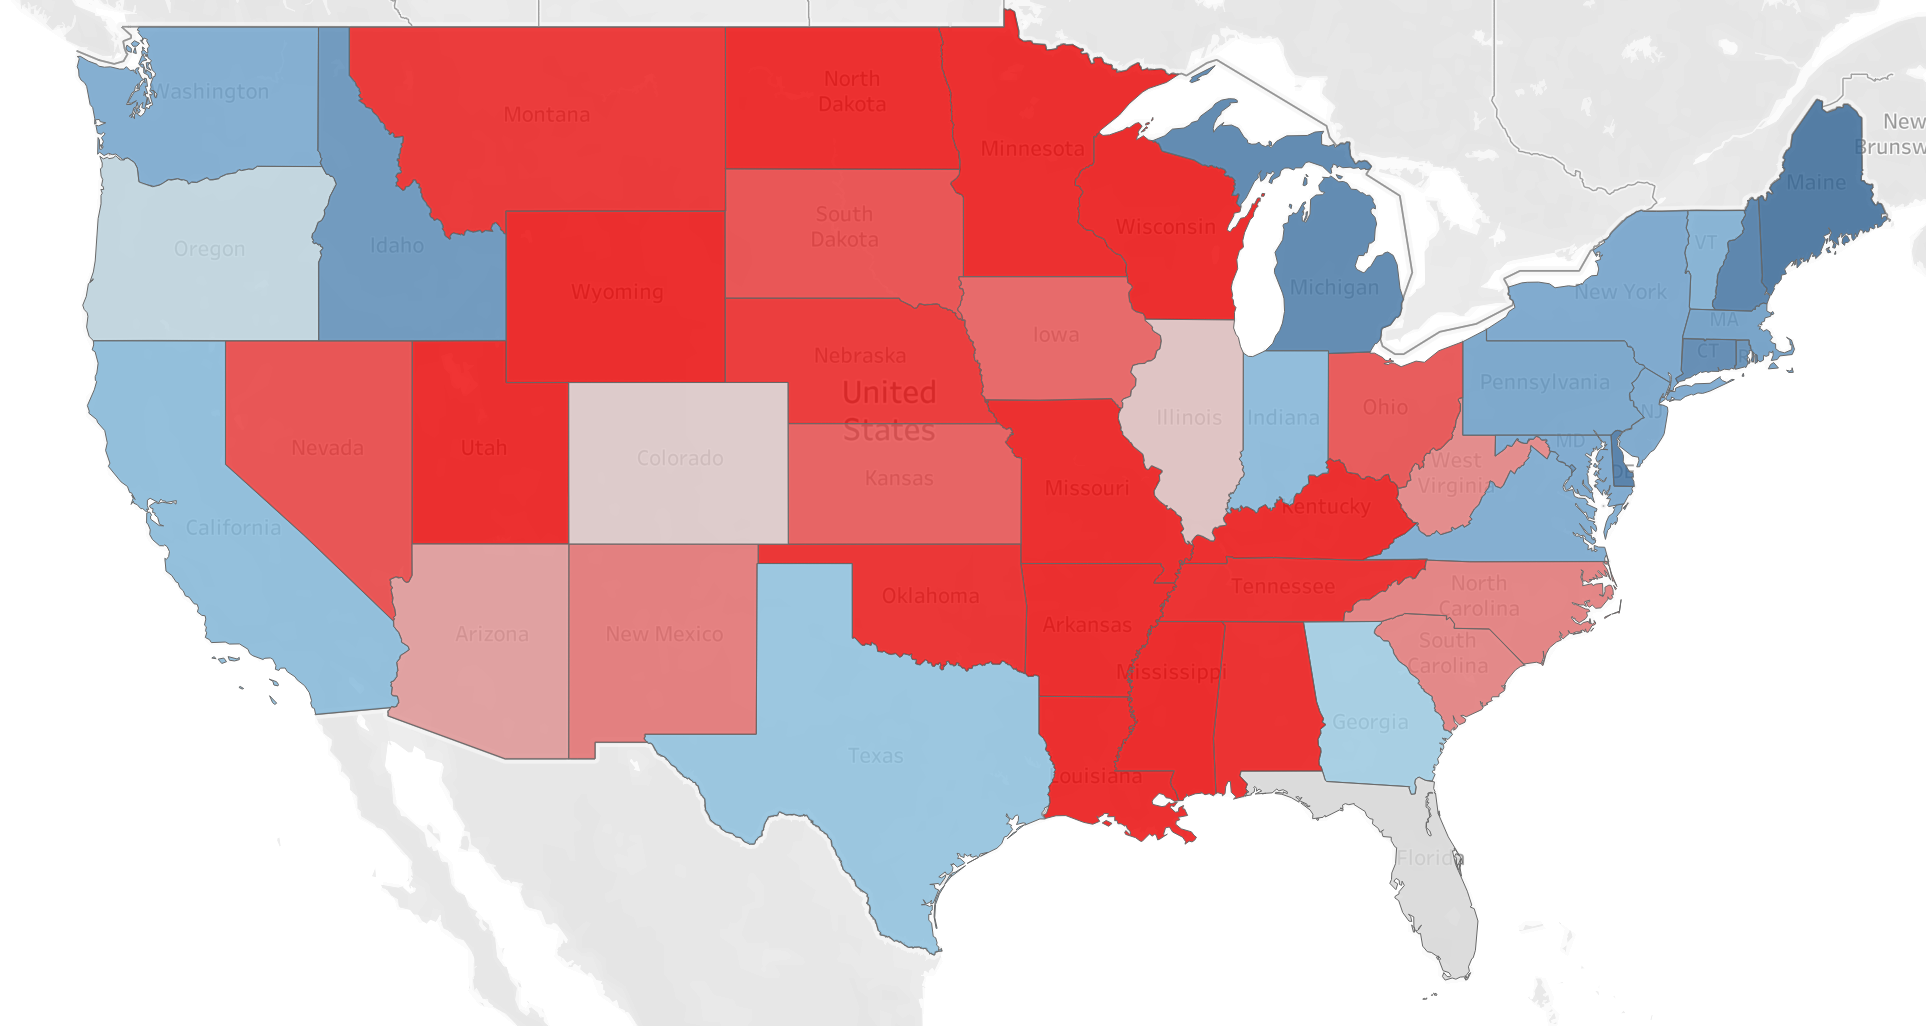 Washington
Montana
North
Dakota
Minnesota
New
Brunsw
Maine
Oregon
Idaho
South
Dakota
Wisconsin
VT
Wyoming
Michigan
New York
MA
Iowa
CT
Nebraska
United
States
Pennsylvania
Illinois
Indiana
Ohio
NJ
Nevada
Utah
Colorado
Kansas
MD
West
Virginia
DE
Missouri
Kentucky
California
Oklahoma
Tennessee
North
Carolina
Arizona
New Mexico
Arkansas
South
Carolina
Mississippi
Georgia
Texas
Louisiana
Florida